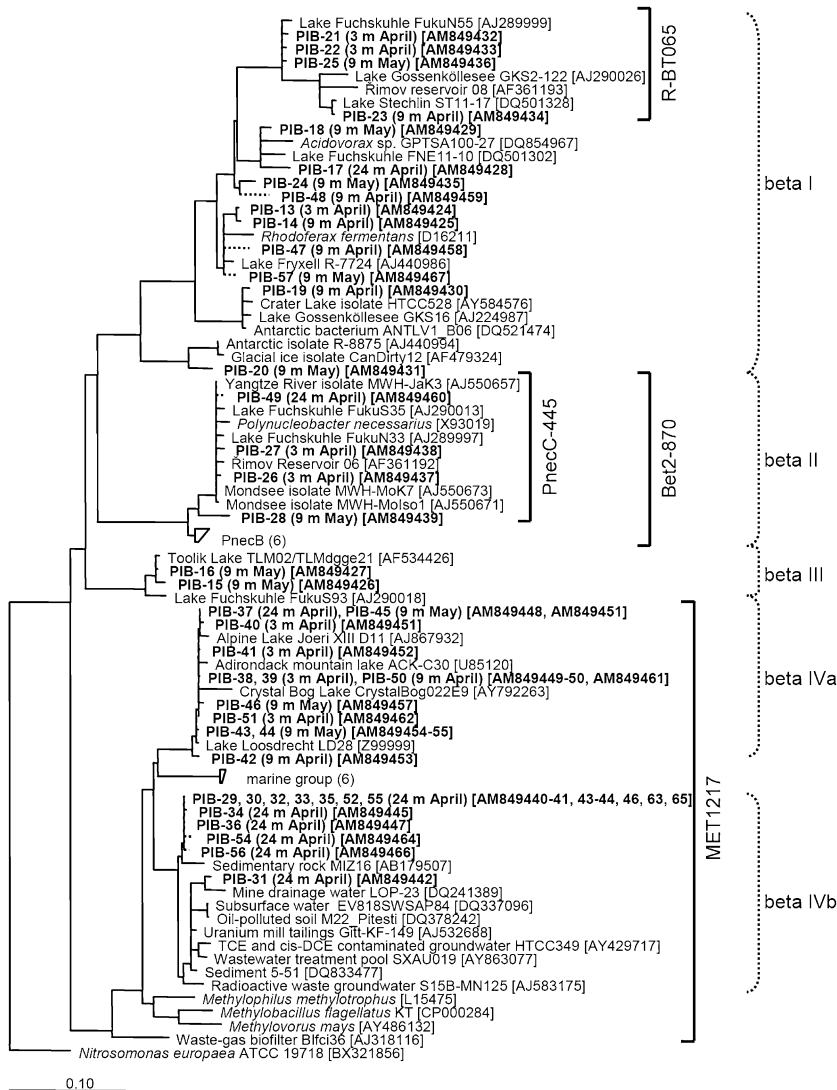 Lake Fuchskuhle FukuN55 [AJ289999]
PIB-21 (3 m April) [AM849432]
PIB-22 (3 m April) [AM849433]
PIB-25 (9 m May) [AM849436]
Lake Gossenköllesee GKS2-122 [AJ290026]
Rimov reservoir 08 [AF361193]
Lake Stechlin ST11-17 [DQ501328]
PIB-23 (9 m April) [AM849434]
R-BT065
PIB-18 (9 m May) [AM849429]
Acidovorax sp. GPTSA100-27 [DQ854967]
Lake Fuchskuhle FNE11-10 [DQ501302]
PIB-17 (24 m April) [AM849428]
PIB-24 (9 m May) [AM849435]
PIB-48 (9 m April) [AM849459]
PIB-13 (3 m April) [AM849424]
PIB-14 (9 m April) [AM849425]
Rhodoferax fermentans [D16211]
PIB-47 (9 m April) [AM849458]
Lake Fryxell R-7724 [AJ440986]
PIB-57 (9 m May) [AM849467]
PIB-19 (9 m April) [AM849430]
Crater Lake isolate HTCC528 [AY584576]
Lake Gossenköllesee GKS16 [AJ224987]
Antarctic bacterium ANTLV1_B06 [DQ521474]
Antarctic isolate R-8875 [AJ440994]
Glacial ice isolate CanDirty12 [AF479324]
PIB-20 (9 m May) [AM849431]
beta I
Yangtze River isolate MWH-JaK3 [AJ550657]
PIB-49 (24 m April) [AM849460]
Lake Fuchskuhle FukuS35 [AJ290013]
Polynucleobacter necessarius [X93019]
Lake Fuchskuhle FukuN33 [AJ289997]
PIB-27 (3 m April) [AM849438]
Rimov Reservoir 06 [AF361192]
PIB-26 (3 m April) [AM849437]
Mondsee isolate MWH-MoK7 [AJ550673]
Mondsee isolate MWH-MoIso1 [AJ550671]
PIB-28 (9 m May) [AM849439]
PnecC-445
PnecB (6)
Bet2-870
beta II
Toolik Lake TLM02/TLMdgge21 [AF534426]
PIB-16 (9 m May) [AM849427]
PIB-15 (9 m May) [AM849426]
Lake Fuchskuhle FukuS93 [AJ290018]
beta III
PIB-37 (24 m April), PIB-45 (9 m May) [AM849448, AM849451]
PIB-40 (3 m April) [AM849451]
Alpine Lake Joeri XIII_D11 [AJ867932]
PIB-41 (3 m April) [AM849452]
Adirondack mountain lake ACK-C30 [U85120]
PIB-38, 39 (3 m April), PIB-50 (9 m April) [AM849449-50, AM849461]
Crystal Bog Lake CrystalBog022E9 [AY792263]
PIB-46 (9 m May) [AM849457]
PIB-51 (3 m April) [AM849462]
PIB-43, 44 (9 m May) [AM849454-55]
Lake Loosdrecht LD28 [Z99999]
PIB-42 (9 m April) [AM849453]
beta IVa
marine group (6)
PIB-29, 30, 32, 33, 35, 52, 55 (24 m April) [AM849440-41, 43-44, 46, 63, 65]
PIB-34 (24 m April) [AM849445]
PIB-36 (24 m April) [AM849447]
PIB-54 (24 m April) [AM849464]
PIB-56 (24 m April) [AM849466]
Sedimentary rock MIZ16 [AB179507]
PIB-31 (24 m April) [AM849442]
Mine drainage water LOP-23 [DQ241389]
Subsurface water EV818SWSAP84 [DQ337096]
Oil-polluted soil M22_Pitesti [DQ378242]
Uranium mill tailings Gitt-KF-149 [AJ532688]
TCE and cis-DCE contaminated groundwater HTCC349 [AY429717]
Wastewater treatment pool SXAU019 [AY863077]
Sediment 5-51 [DQ833477]
Radioactive waste groundwater S15B-MN125 [AJ583175]
beta IVb
Methylophilus methylotrophus [L15475]
Methylobacillus flagellatus KT [CP000284]
Methylovorus mays [AY486132]
Waste-gas biofilter BIfci36 [AJ318116]
MET1217
Nitrosomonas europaea ATCC 19718 [BX321856]
0.10